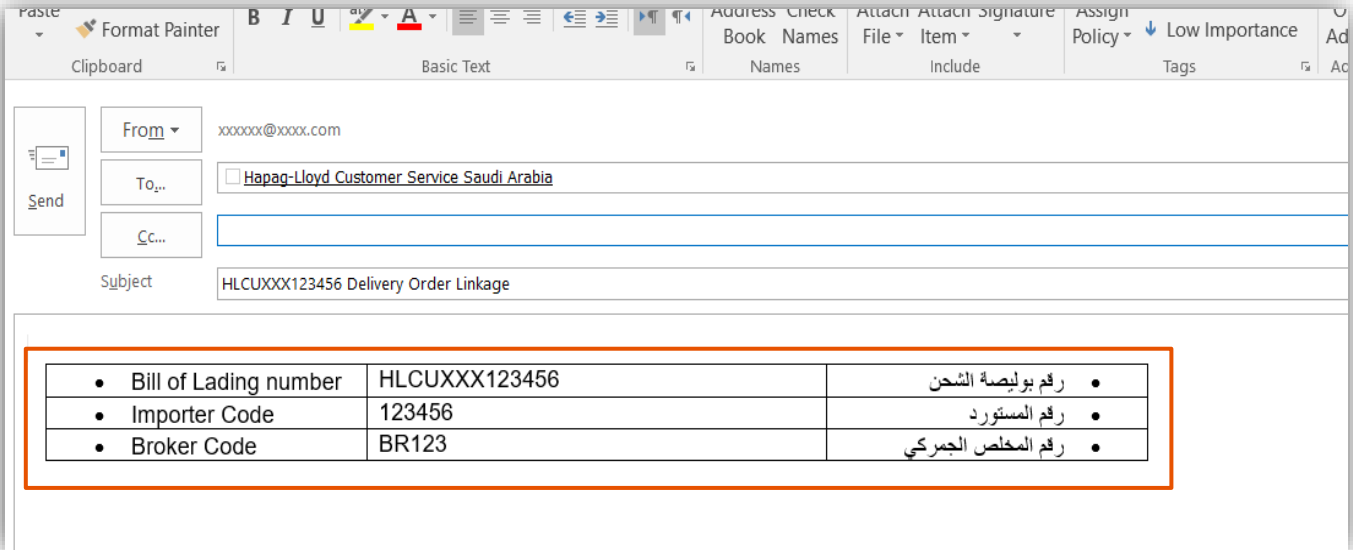 Paste
Format Painter
B I U A
Address Check Attach Attach Signature Assign
Book Names File Item Policy Low Importance
Ad
Clipboard Basic Text Names Include Tags
From xxxxxx@xxxx.com
To... Hapag-Lloyd Customer Service Saudi Arabia
Send
Cc...
Subject HLCUXXX123456 Delivery Order Linkage
• Bill of Lading number HLCUXXX123456 • رقم بوليصة الشحن
• Importer Code 123456 • رقم المستورد
• Broker Code BR123 • رقم المخلص الجمركي